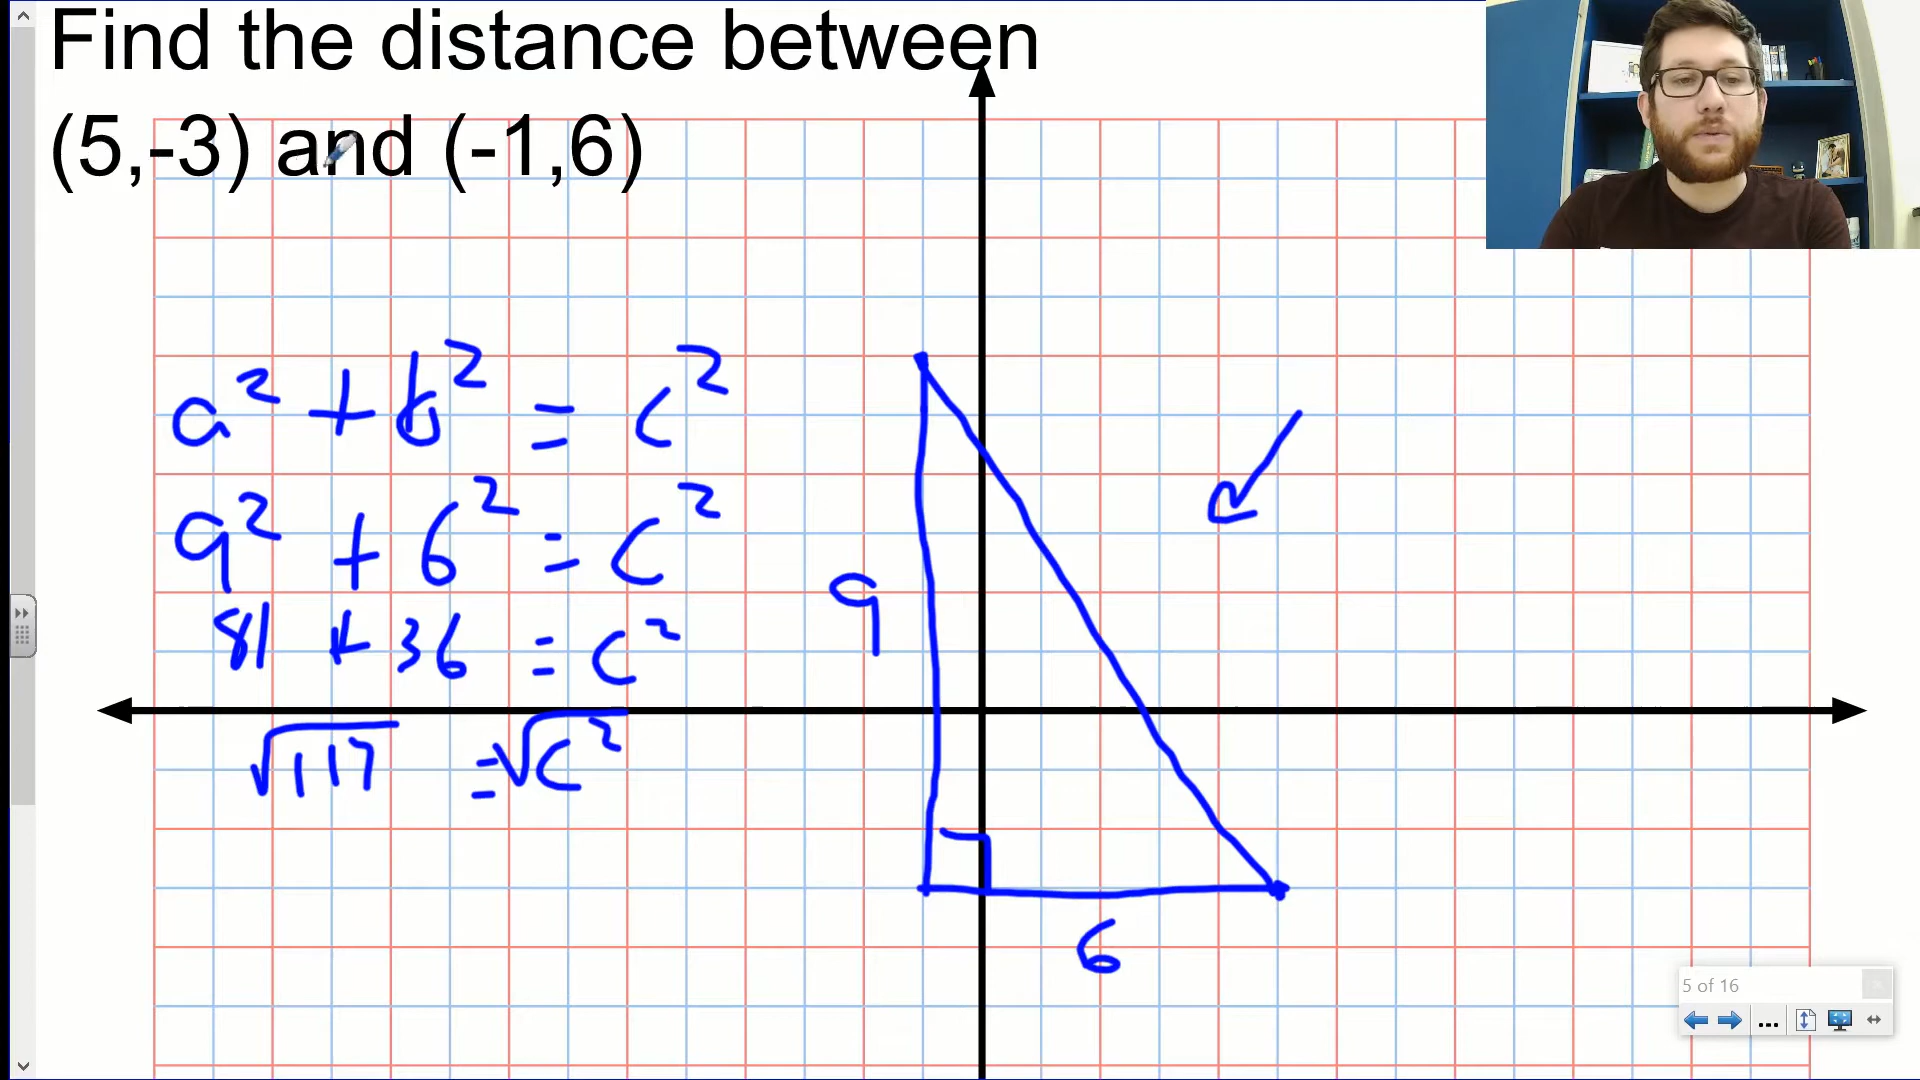 Find the distance between
(5,-3) and (-1,6)
a² + b² = c²
9² + 6² = c²
81 + 36 = c²
√117 = √c²
9
6
5 of 16
...